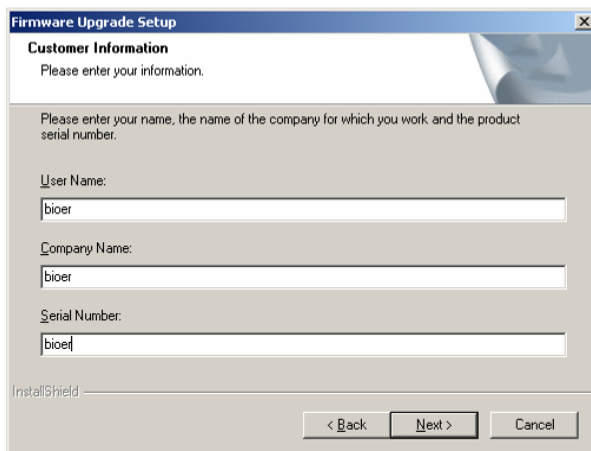 Firmware Upgrade Setup
Customer Information
Please enter your information.
Please enter your name, the name of the company for which you work and the product
serial number.
User Name:
bioer
Company Name:
bioer
Serial Number:
bioer
InstallShield
< Back Next > Cancel